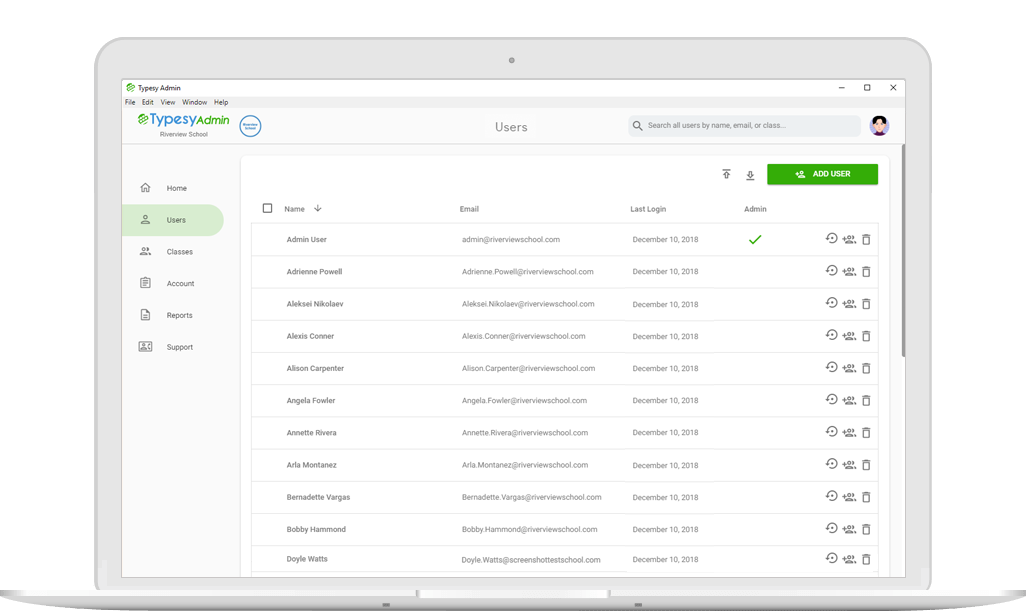 Typesy Admin
File Edit View Window Help
TypesyAdmin
Riverview School
Riverview School
Users
Search all users by name, email, or class...
ADD USER
Home
Users
Classes
Account
Reports
Support
Name Email Last Login Admin
Admin User admin@riverviewschool.com December 10, 2018
Adrienne Powell Adrienne.Powell@riverviewschool.com December 10, 2018
Aleksei Nikolaev Aleksei.Nikolaev@riverviewschool.com December 10, 2018
Alexis Conner Alexis.Conner@riverviewschool.com December 10, 2018
Alison Carpenter Alison.Carpenter@riverviewschool.com December 10, 2018
Angela Fowler Angela.Fowler@riverviewschool.com December 10, 2018
Annette Rivera Annette.Rivera@riverviewschool.com December 10, 2018
Arla Montanez Arla.Montanez@riverviewschool.com December 10, 2018
Bernadette Vargas Bernadette.Vargas@riverviewschool.com December 10, 2018
Bobby Hammond Bobby.Hammond@riverviewschool.com December 10, 2018
Doyle Watts Doyle.Watts@screenshottestschool.com December 10, 2018